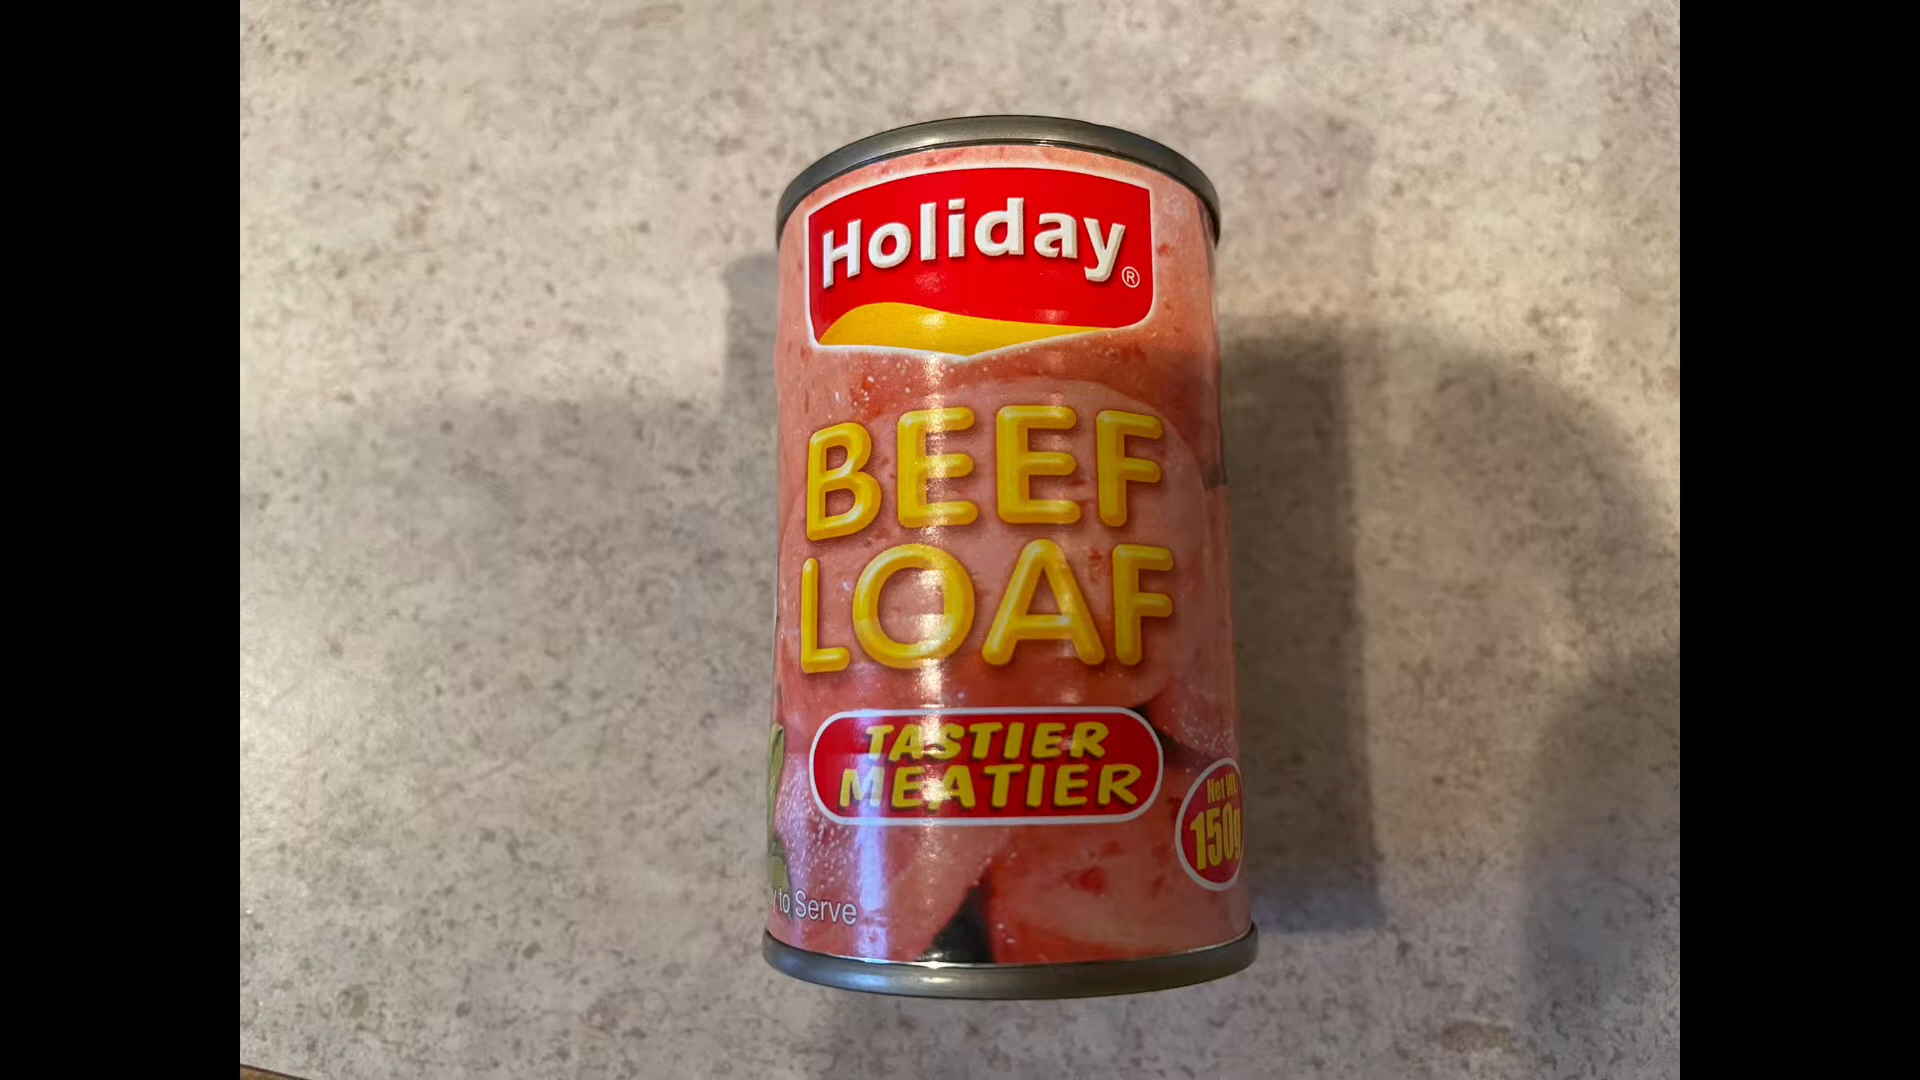 Holiday®
BEEF
LOAF
TASTIER
MEATIER
Net Wt.
150g
to Serve